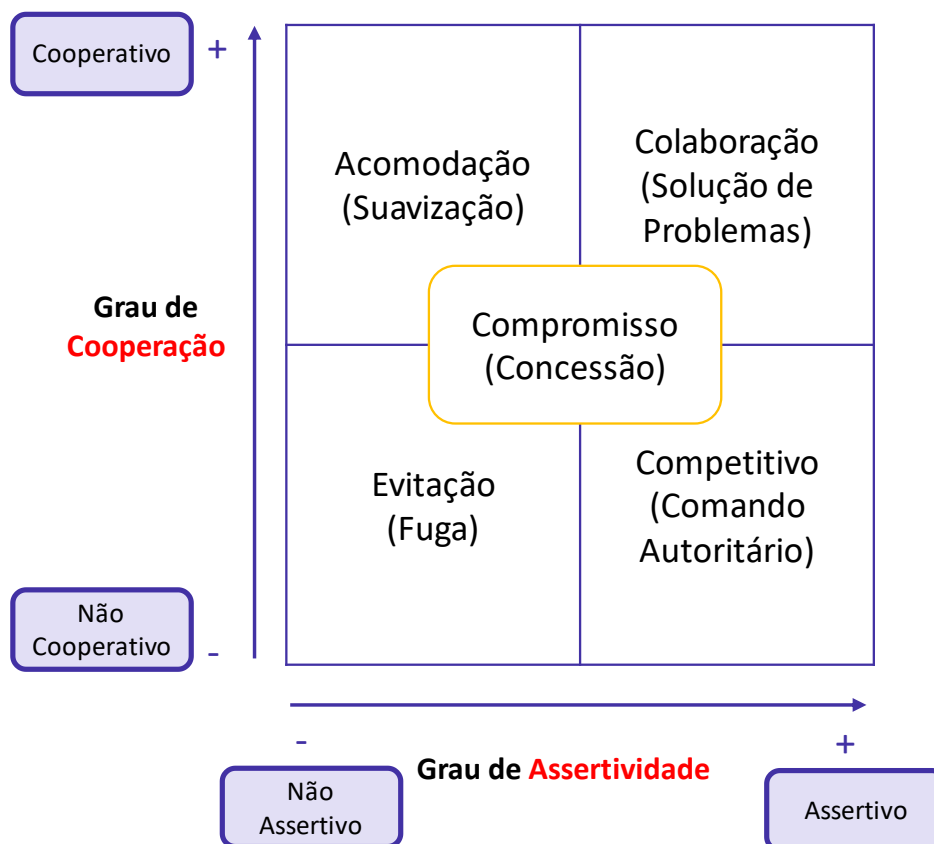 Cooperativo
+
Acomodação
(Suavização)
Colaboração
(Solução de
Problemas)
Grau de
Cooperação
Compromisso
(Concessão)
Evitação
(Fuga)
Competitivo
(Comando
Autoritário)
Não
Cooperativo
-
-
+
Grau de Assertividade
Não
Assertivo
Assertivo